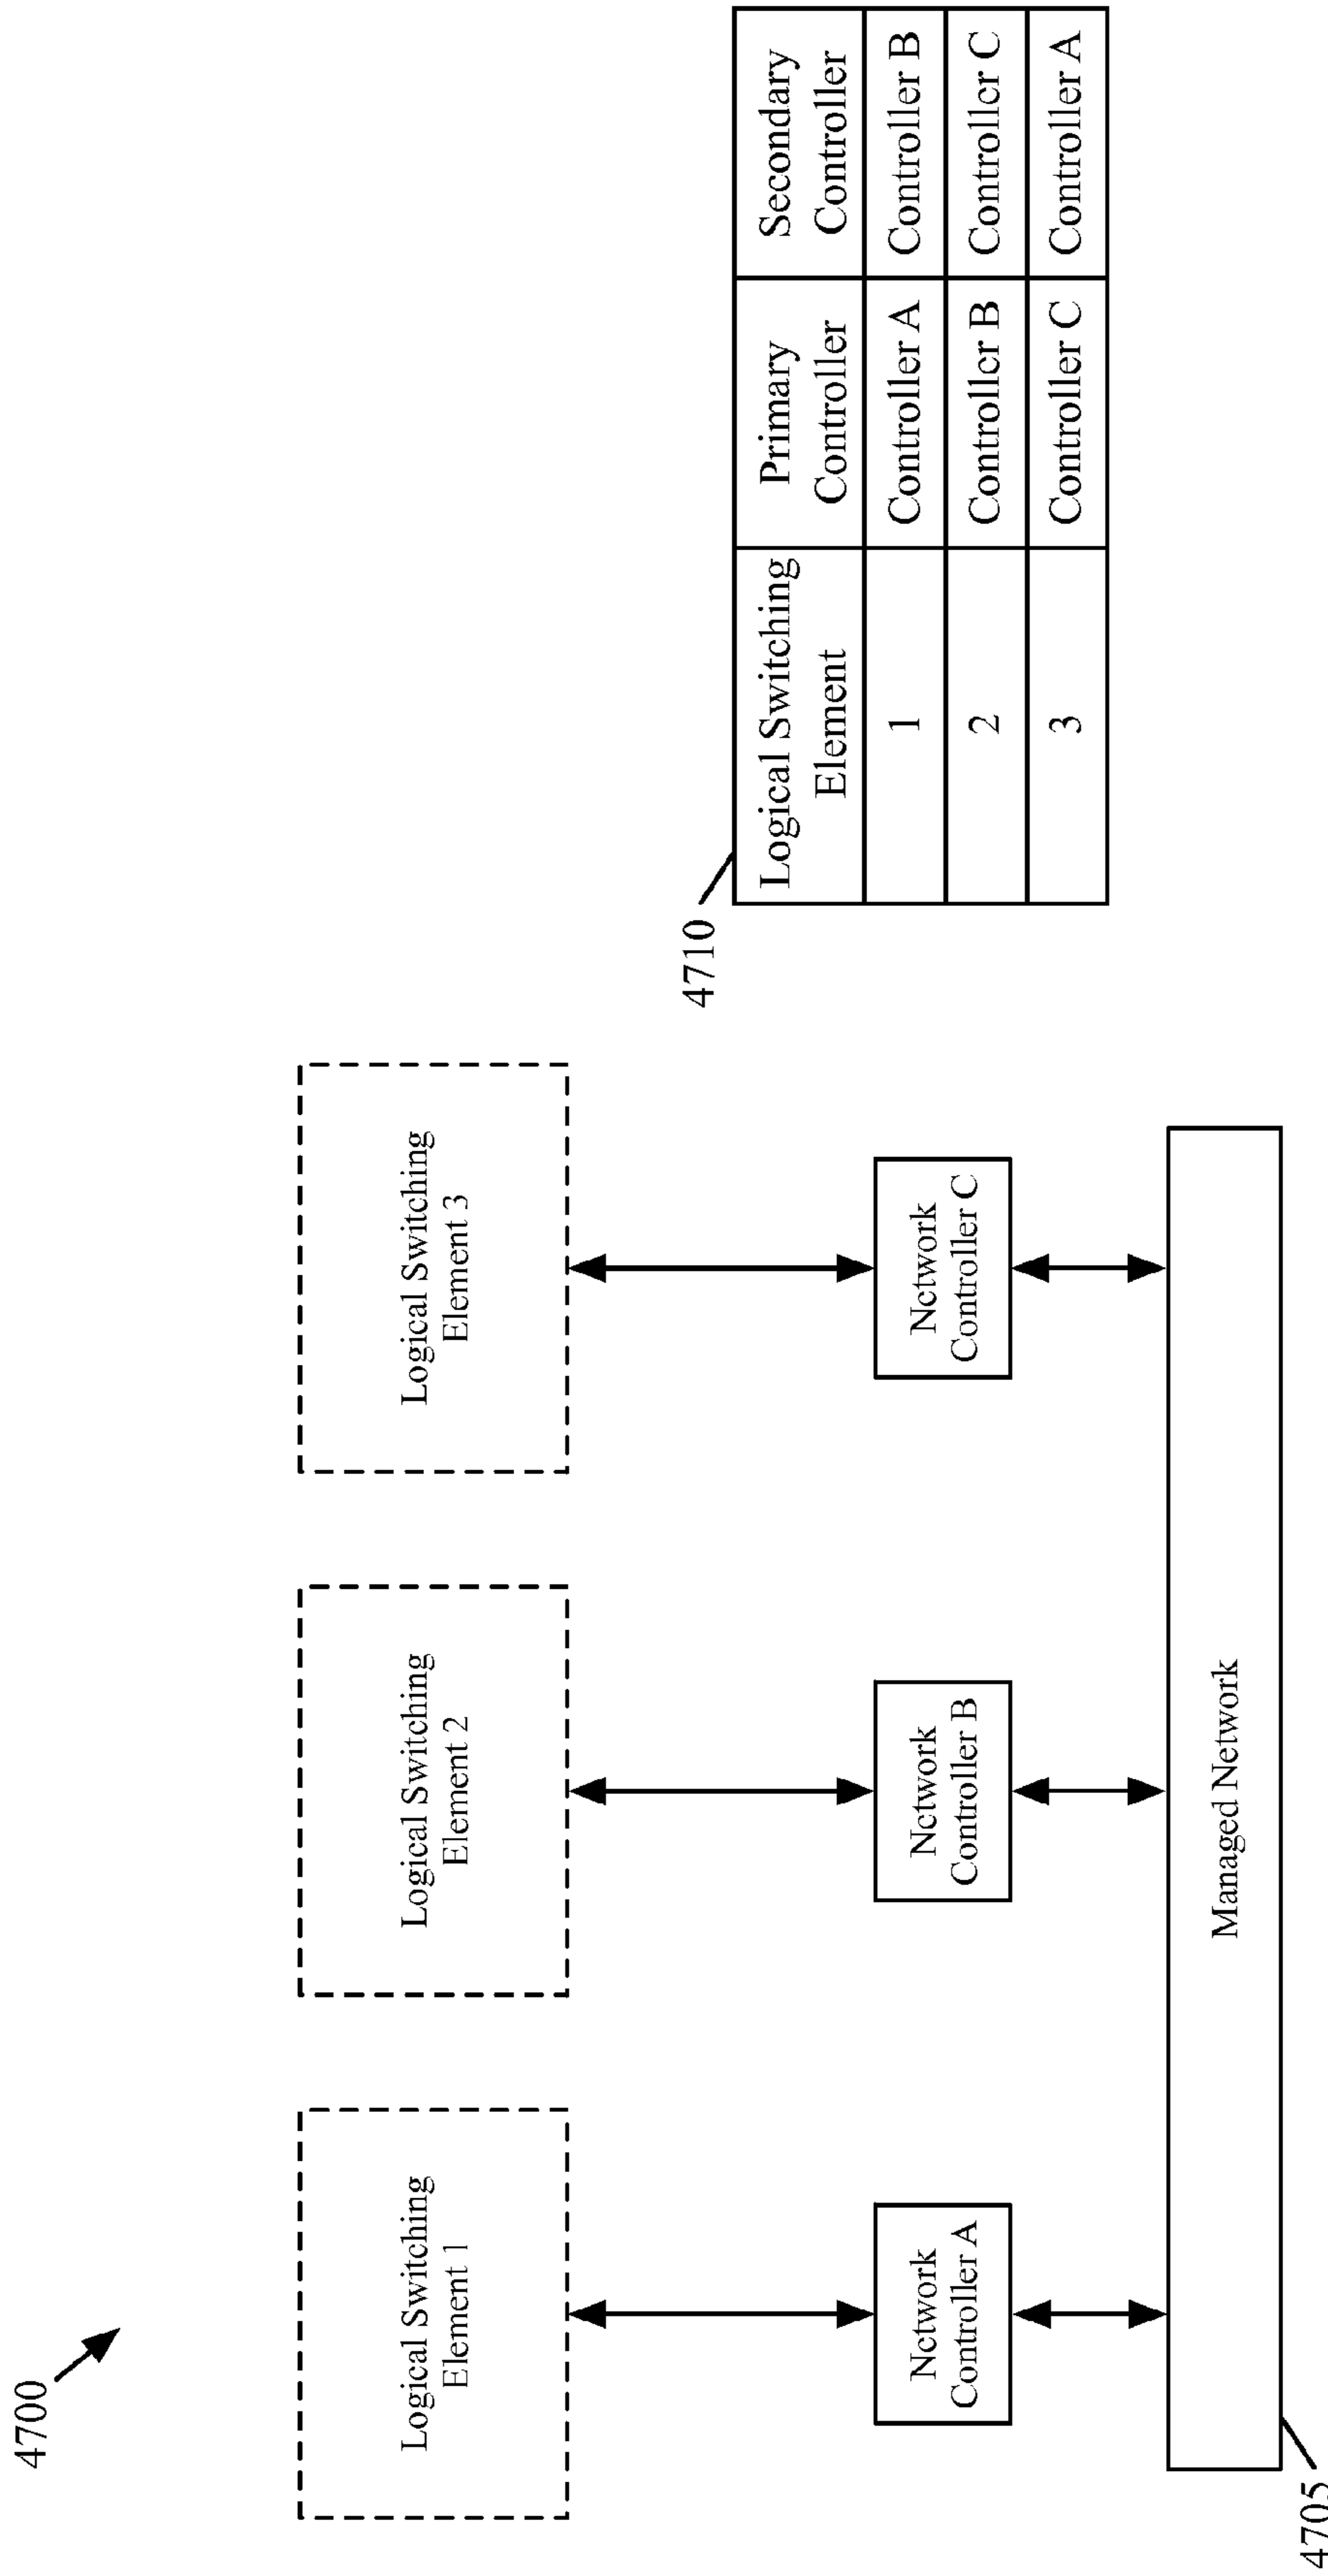 4700
Logical Switching
Element 1
Logical Switching
Element 2
Logical Switching
Element 3
Network
Controller A
Network
Controller B
Network
Controller C
Managed Network
4705
4710
Logical Switching
Element
Primary
Controller
Secondary
Controller
1
Controller A
Controller B
2
Controller B
Controller C
3
Controller C
Controller A